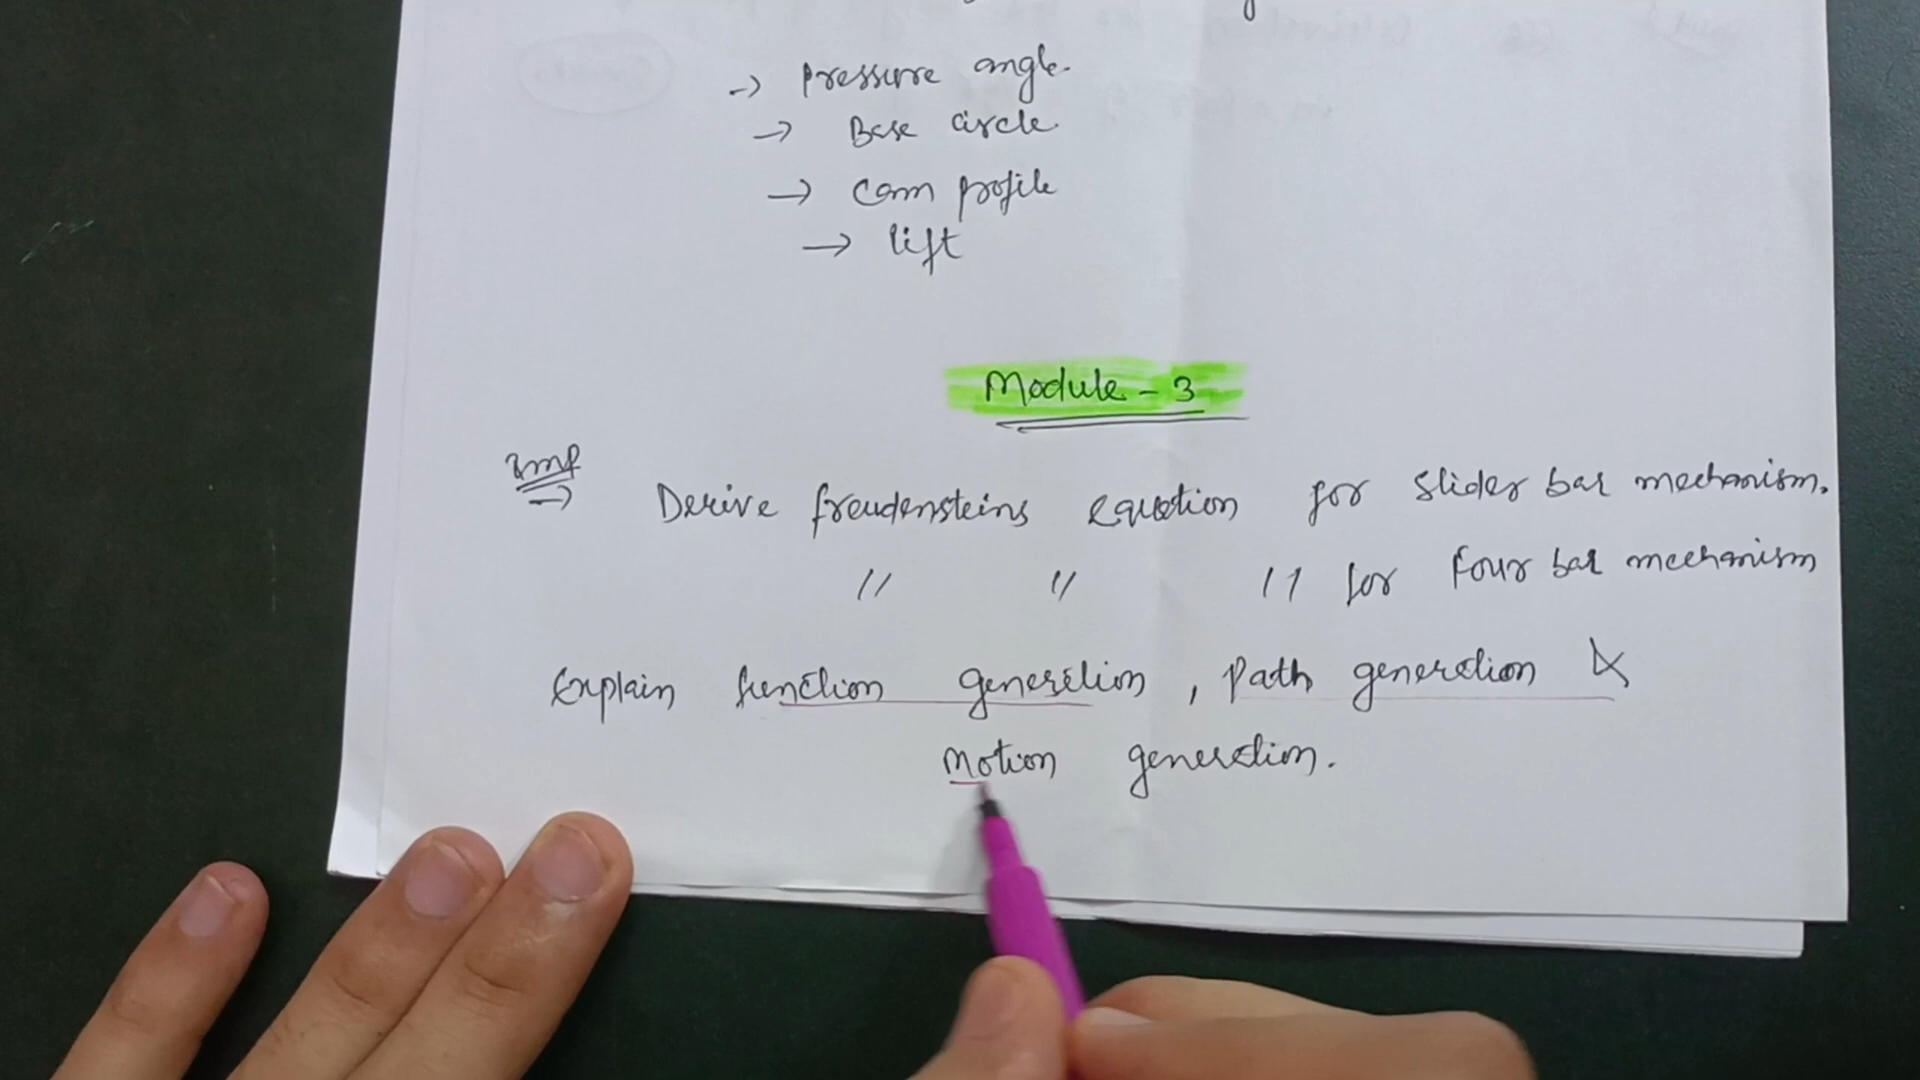 → Pressure angle.
→ Base circle.
→ Cam profile
→ lift
Module - 3
Imp
→ Derive freudensteins equation for slider bar mechanism.
" " " for four bar mechanism
Explain function generation, path generation &
motion generation.